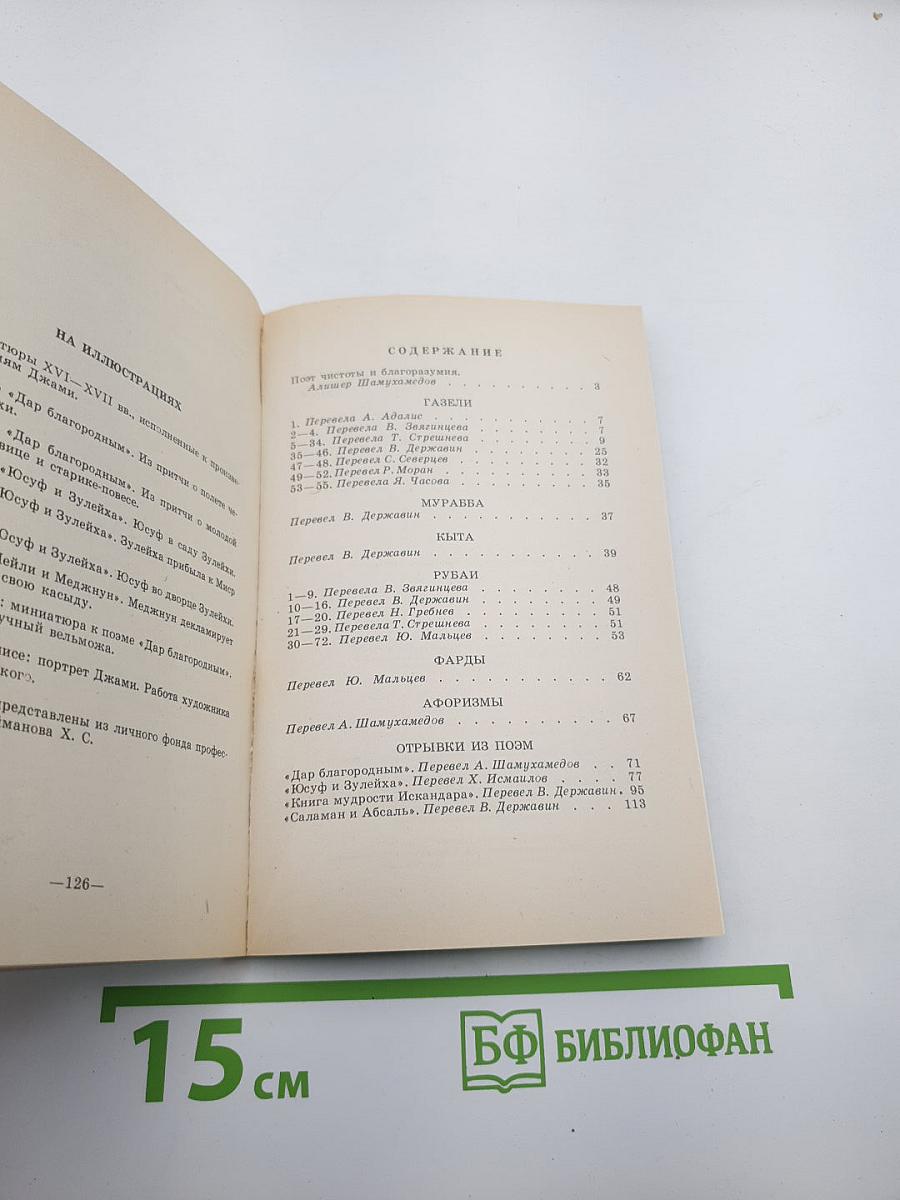 НА ИЛЛЮСТРАЦИЯХ
тюры XVI—XVII вв., исполненные к произве-
ям Джами.
«Дар благородным». Из притчи о полете че-
хи.
«Дар благородным». Из притчи о молодой
вице и старике-повесе.
«Юсуф и Зулейха». Юсуф в саду Зулейхи.
Юсуф и Зулейха». Зулейха прибыла к Миср
Юсуф и Зулейха». Юсуф во дворце Зулейхи.
Лейли и Меджнун». Меджнун декламирует
свою касыду.
: миниатюра к поэме «Дар благородным».
учный вельможа.
исе: портрет Джами. Работа художника
кого.
представлены из личного фонда профес-
йманова Х. С.
—126—
СОДЕРЖАНИЕ
Поэт чистоты и благоразумия.
Алишер Шамухамедов . . . . . . . . . . 3
ГАЗЕЛИ
1. Перевела А. Адалис . . . . . . . . . . . 7
2—4. Перевела В. Звягинцева . . . . . . . . 7
5—34. Перевела Т. Стрешнева . . . . . . . . 9
35—46. Перевел В. Державин . . . . . . . . 25
47—48. Перевел С. Северцев . . . . . . . . . 32
49—52. Перевел Р. Моран . . . . . . . . . . 33
53—55. Перевела Я. Часова . . . . . . . . . 35
МУРАББА
Перевел В. Державин . . . . . . . . . . . 37
КЫТА
Перевел В. Державин . . . . . . . . . . . 39
РУБАИ
1—9. Перевела В. Звягинцева . . . . . . . . 48
10—16. Перевел В. Державин . . . . . . . . 49
17—20. Перевел Н. Гребнев . . . . . . . . . 51
21—29. Перевела Т. Стрешнева . . . . . . . . 51
30—72. Перевел Ю. Мальцев . . . . . . . . 53
ФАРДЫ
Перевел Ю. Мальцев . . . . . . . . . . . 62
АФОРИЗМЫ
Перевел А. Шамухамедов . . . . . . . . . . 67
ОТРЫВКИ ИЗ ПОЭМ
«Дар благородным». Перевел А. Шамухамедов . . 71
«Юсуф и Зулейха». Перевел Х. Исмаилов . . . . 77
«Книга мудрости Искандара». Перевел В. Державин. 95
«Саламан и Абсаль». Перевел В. Державин . . . 113
15 см
БФ БИБЛИОФАН